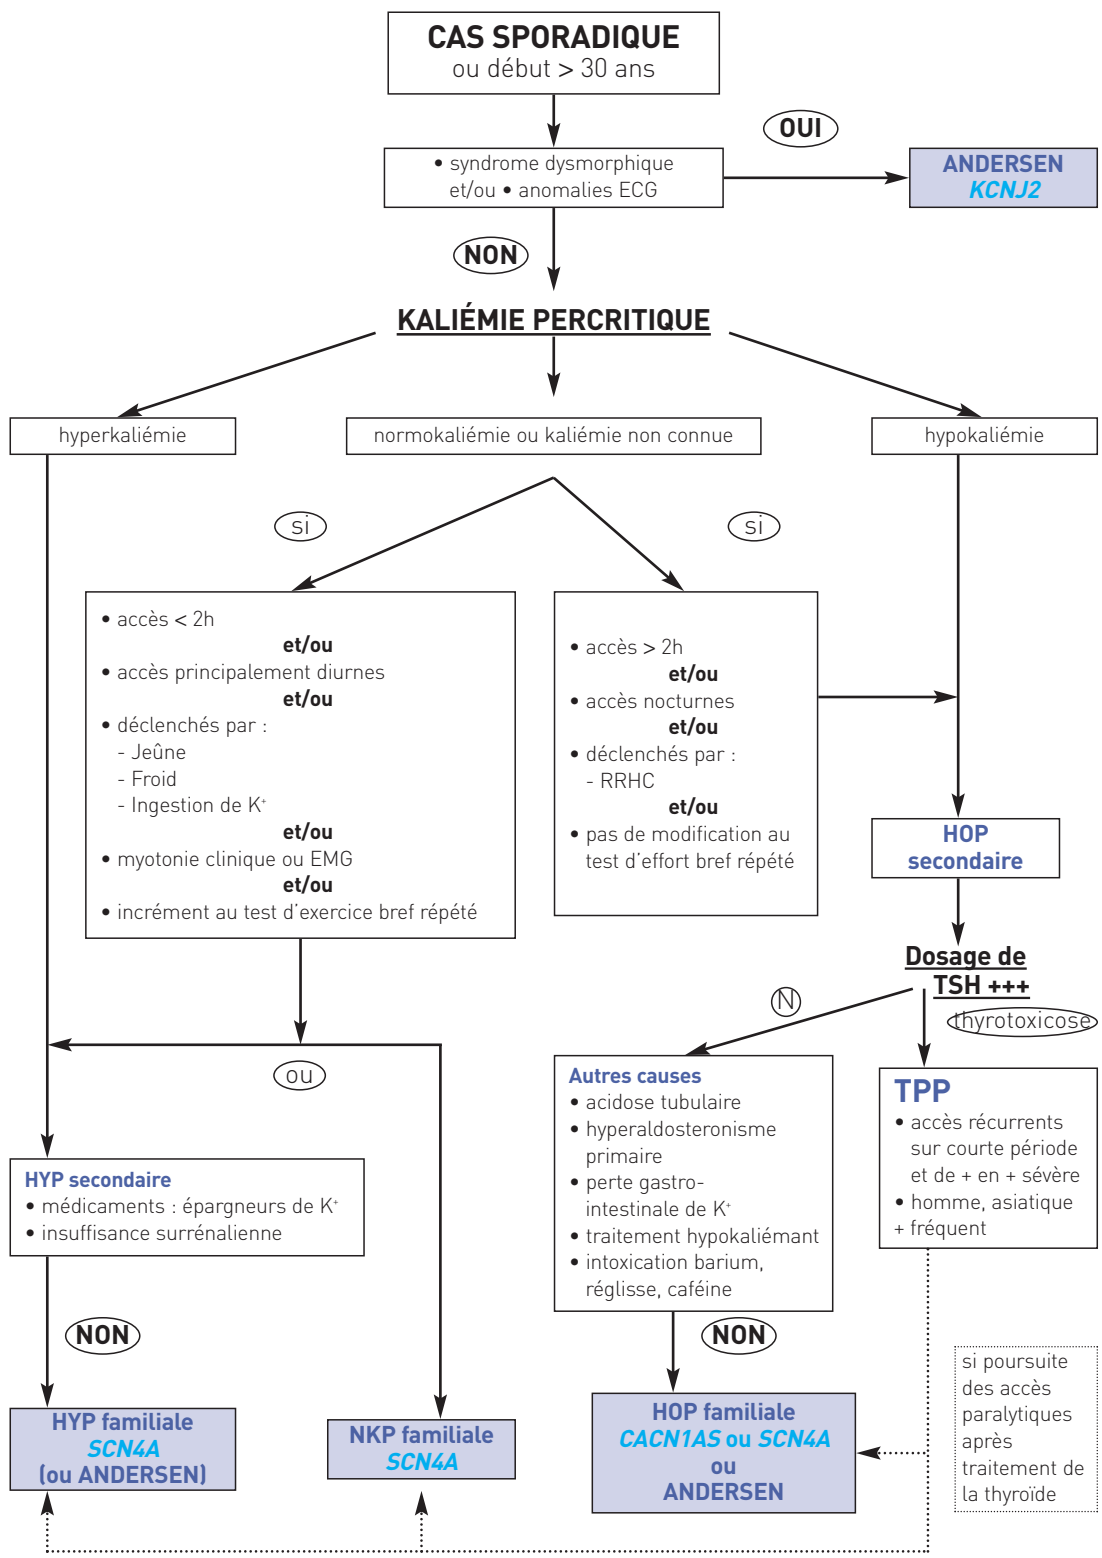 CAS SPORADIQUE
ou début > 30 ans
OUI
• syndrome dysmorphique
et/ou • anomalies ECG
ANDERSEN
KCNJ2
NON
KALIÉMIE PERCRITIQUE
hyperkaliémie
normokaliémie ou kaliémie non connue
hypokaliémie
si
si
• accès < 2h
et/ou
• accès principalement diurnes
et/ou
• déclenchés par :
- Jeûne
- Froid
- Ingestion de K⁺
et/ou
• myotonie clinique ou EMG
et/ou
• incrément au test d'exercice bref répété
• accès > 2h
et/ou
• accès nocturnes
et/ou
• déclenchés par :
- RRHC
et/ou
• pas de modification au
test d'effort bref répété
HOP
secondaire
Dosage de
TSH +++
N
thyrotoxicose
ou
Autres causes
• acidose tubulaire
• hyperaldosteronisme
primaire
• perte gastro-
intestinale de K⁺
• traitement hypokaliémant
• intoxication barium,
réglisse, caféine
TPP
• accès récurrents
sur courte période
et de + en + sévère
• homme, asiatique
+ fréquent
HYP secondaire
• médicaments : épargneurs de K⁺
• insuffisance surrénalienne
NON
NON
si poursuite
des accès
paralytiques
après
traitement de
la thyroïde
HYP familiale
SCN4A
(ou ANDERSEN)
NKP familiale
SCN4A
HOP familiale
CACN1AS ou SCN4A
ou
ANDERSEN